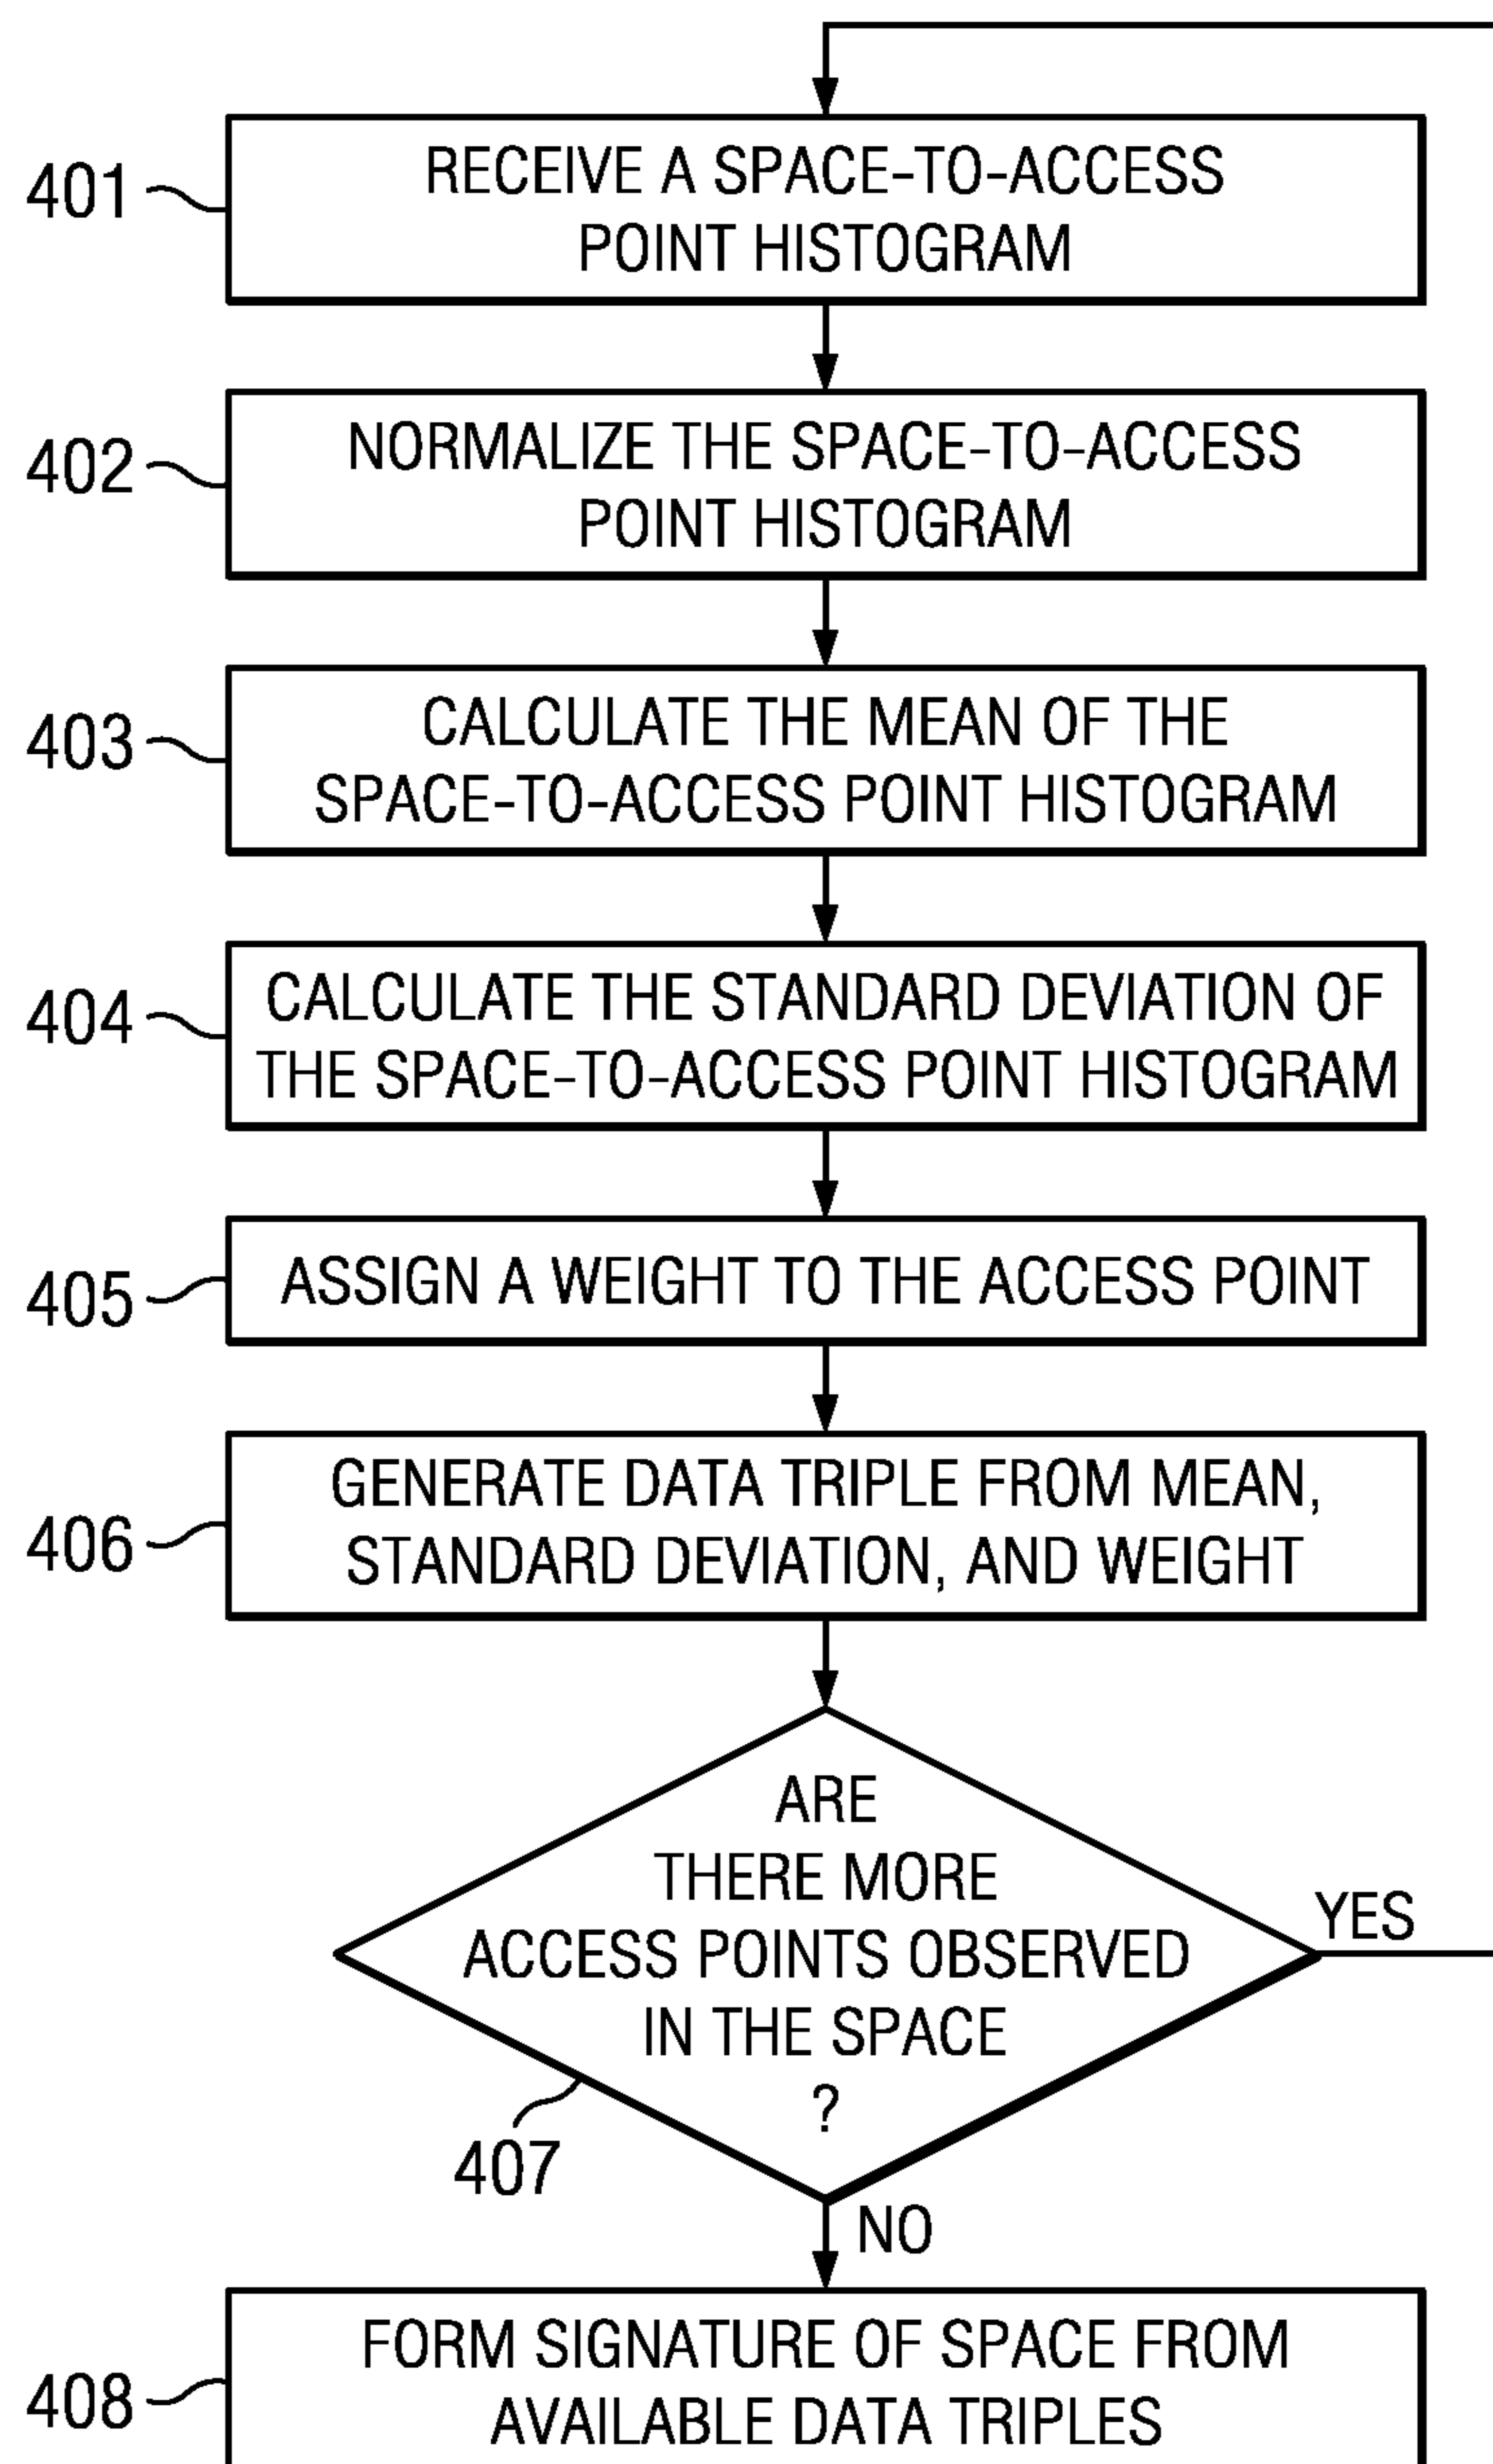 401
RECEIVE A SPACE-TO-ACCESS
POINT HISTOGRAM
402
NORMALIZE THE SPACE-TO-ACCESS
POINT HISTOGRAM
403
CALCULATE THE MEAN OF THE
SPACE-TO-ACCESS POINT HISTOGRAM
404
CALCULATE THE STANDARD DEVIATION OF
THE SPACE-TO-ACCESS POINT HISTOGRAM
405
ASSIGN A WEIGHT TO THE ACCESS POINT
406
GENERATE DATA TRIPLE FROM MEAN,
STANDARD DEVIATION, AND WEIGHT
ARE
THERE MORE
ACCESS POINTS OBSERVED
IN THE SPACE
?
YES
407
NO
408
FORM SIGNATURE OF SPACE FROM
AVAILABLE DATA TRIPLES